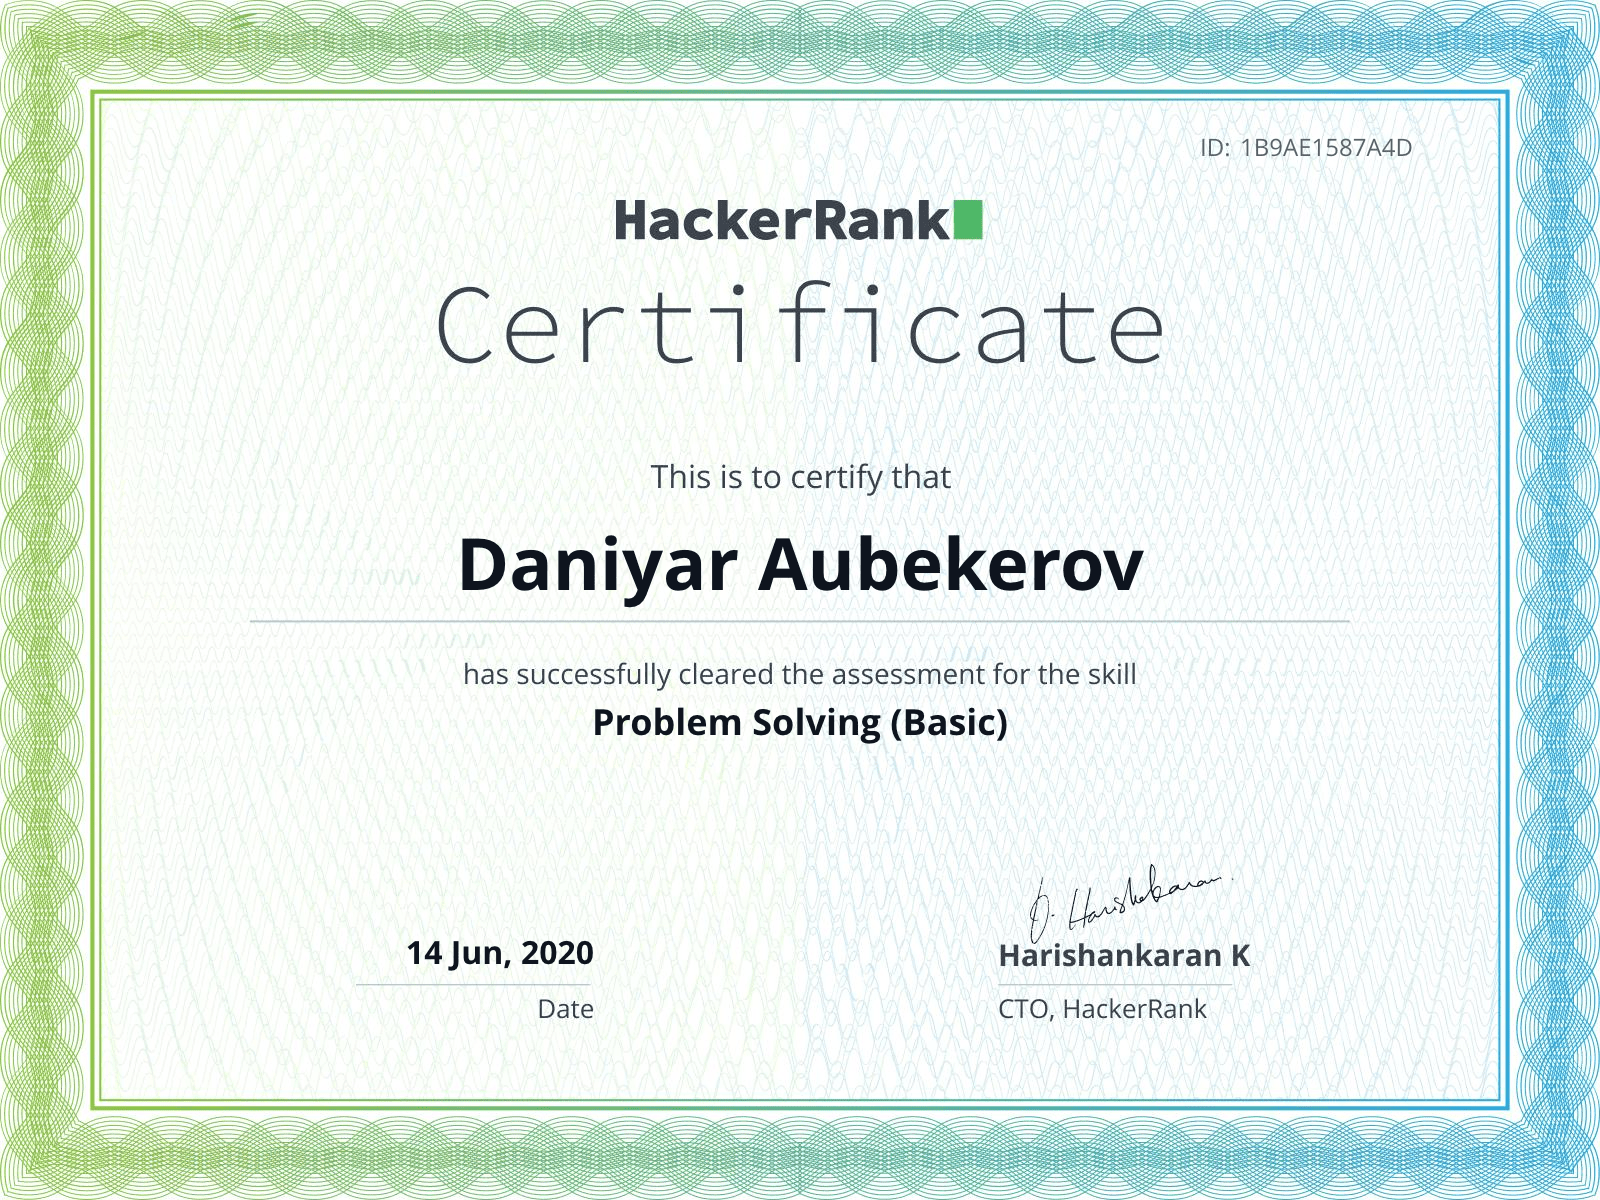 ID: 1B9AE1587A4D
HackerRank
Certificate
This is to certify that
Daniyar Aubekerov
has successfully cleared the assessment for the skill
Problem Solving (Basic)
14 Jun, 2020
Date
D. Harishankaran
Harishankaran K
CTO, HackerRank